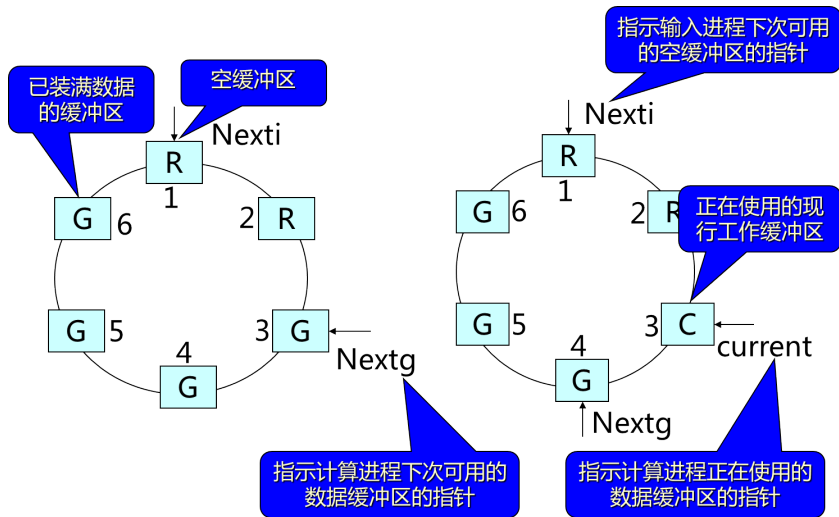 已装满数据
的缓冲区
空缓冲区
Nexti
R
1
2
R
G
6
G
5
3
G
4
G
Nextg
指示计算进程下次可用的
数据缓冲区的指针
指示输入进程下次可用
的空缓冲区的指针
Nexti
R
1
2
R
正在使用的现
行工作缓冲区
G
6
G
5
3
C
current
4
G
Nextg
指示计算进程正在使用的
数据缓冲区的指针